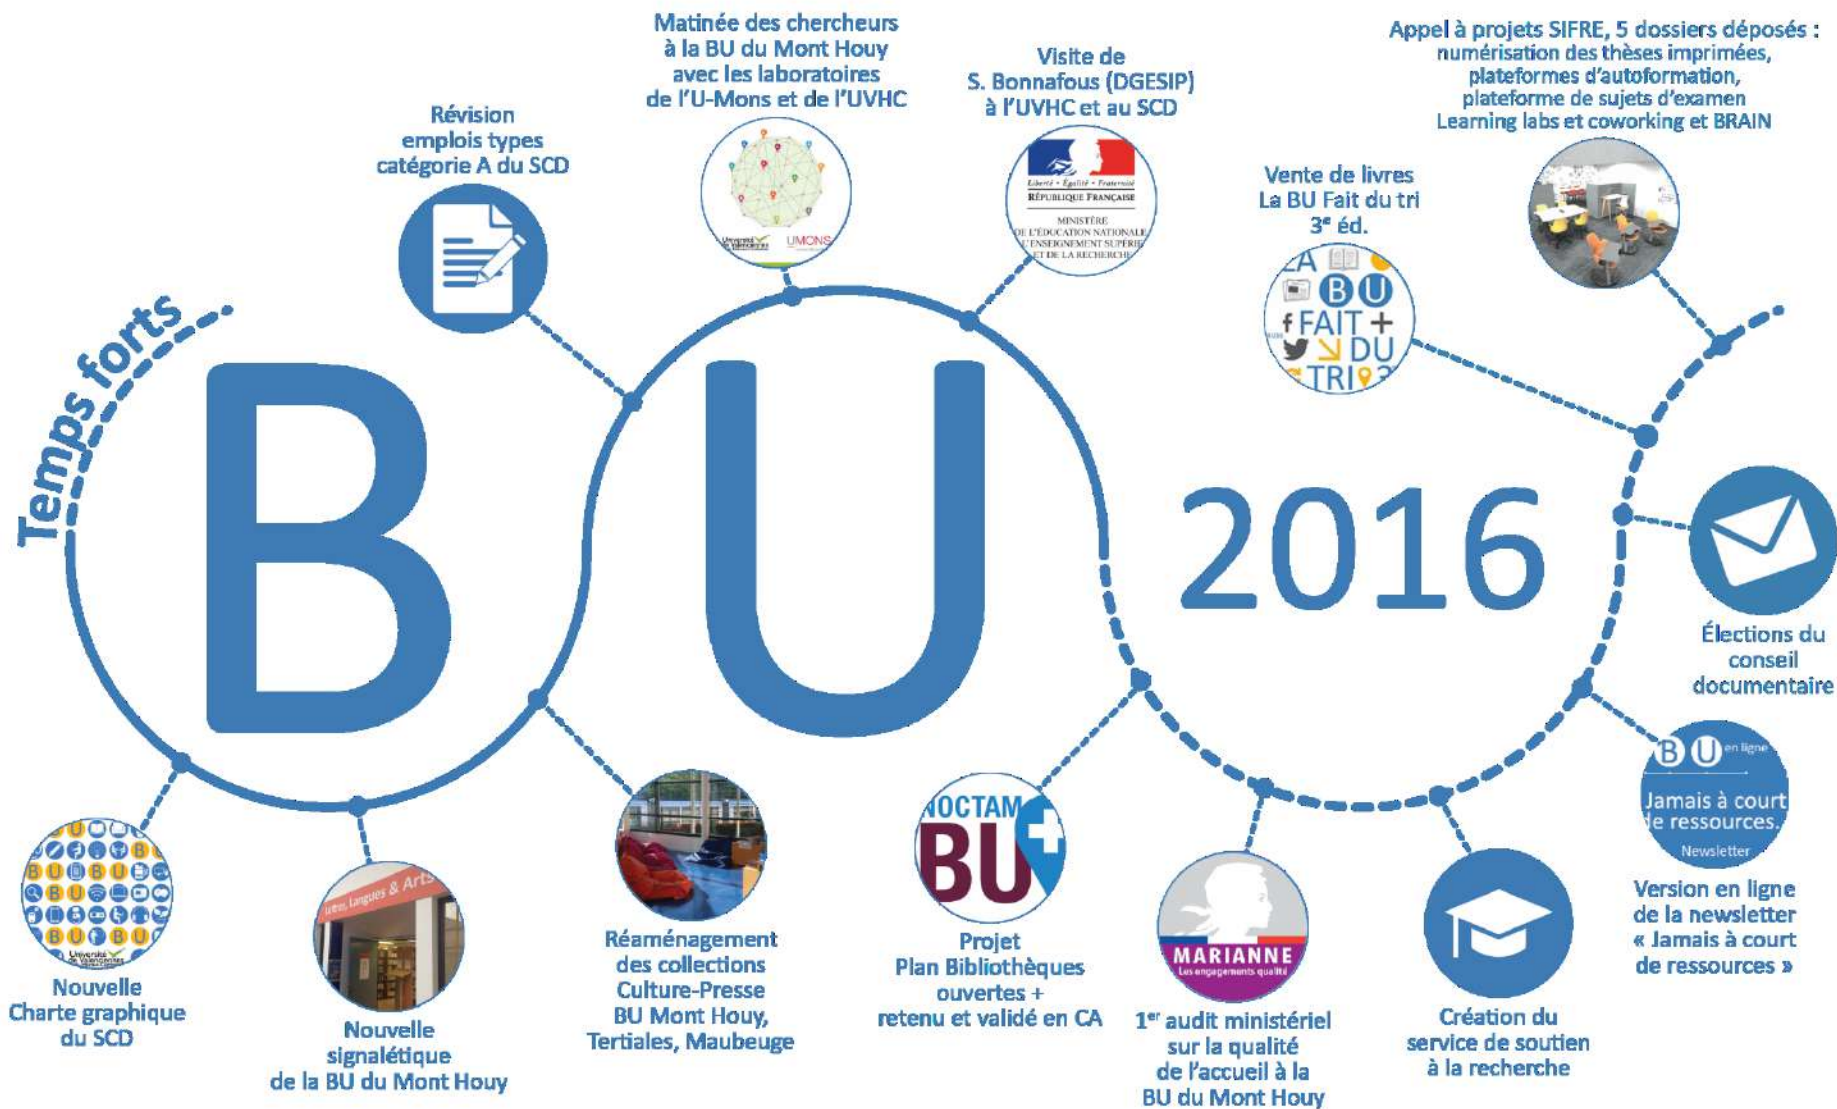 Temps forts
B
U
2016
Nouvelle
Charte graphique
du SCD
Université
de Valenciennes
Lettres, Langues & Arts
Nouvelle
signalétique
de la BU du Mont Houy
Réaménagement
des collections
Culture-Presse
BU Mont Houy,
Tertiales, Maubeuge
Révision
emplois types
catégorie A du SCD
Matinée des chercheurs
à la BU du Mont Houy
avec les laboratoires
de l'U-Mons et de l'UVHC
Université
de Valenciennes
UMONS
Visite de
S. Bonnafous (DGESIP)
à l'UVHC et au SCD
Liberté • Égalité • Fraternité
RÉPUBLIQUE FRANÇAISE
MINISTÈRE
DE L'ÉDUCATION NATIONALE
L'ENSEIGNEMENT SUPÉRIE
ET DE LA RECHERCHE
NOCTAM
BU+
Projet
Plan Bibliothèques
ouvertes +
retenu et validé en CA
MARIANNE
Les engagements qualité
1er audit ministériel
sur la qualité
de l'accueil à la
BU du Mont Houy
Création du
service de soutien
à la recherche
B U en ligne
Jamais à court
de ressources.
Newsletter
Version en ligne
de la newsletter
« Jamais à court
de ressources »
Élections du
conseil
documentaire
Vente de livres
La BU Fait du tri
3e éd.
LA
B U
f FAIT +
DU
TRI 3
Appel à projets SIFRE, 5 dossiers déposés :
numérisation des thèses imprimées,
plateformes d'autoformation,
plateforme de sujets d'examen
Learning labs et coworking et BRAIN